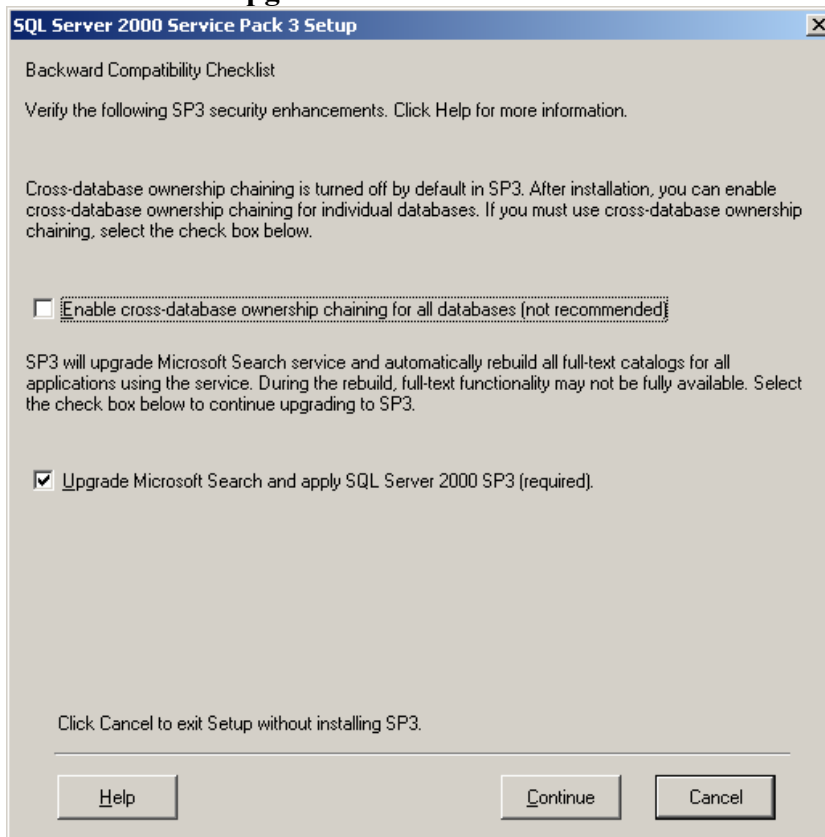 SQL Server 2000 Service Pack 3 Setup
Backward Compatibility Checklist
Verify the following SP3 security enhancements. Click Help for more information.
Cross-database ownership chaining is turned off by default in SP3. After installation, you can enable
cross-database ownership chaining for individual databases. If you must use cross-database ownership
chaining, select the check box below.
Enable cross-database ownership chaining for all databases (not recommended)
SP3 will upgrade Microsoft Search service and automatically rebuild all full-text catalogs for all
applications using the service. During the rebuild, full-text functionality may not be fully available. Select
the check box below to continue upgrading to SP3.
Upgrade Microsoft Search and apply SQL Server 2000 SP3 (required).
Click Cancel to exit Setup without installing SP3.
Help
Continue
Cancel